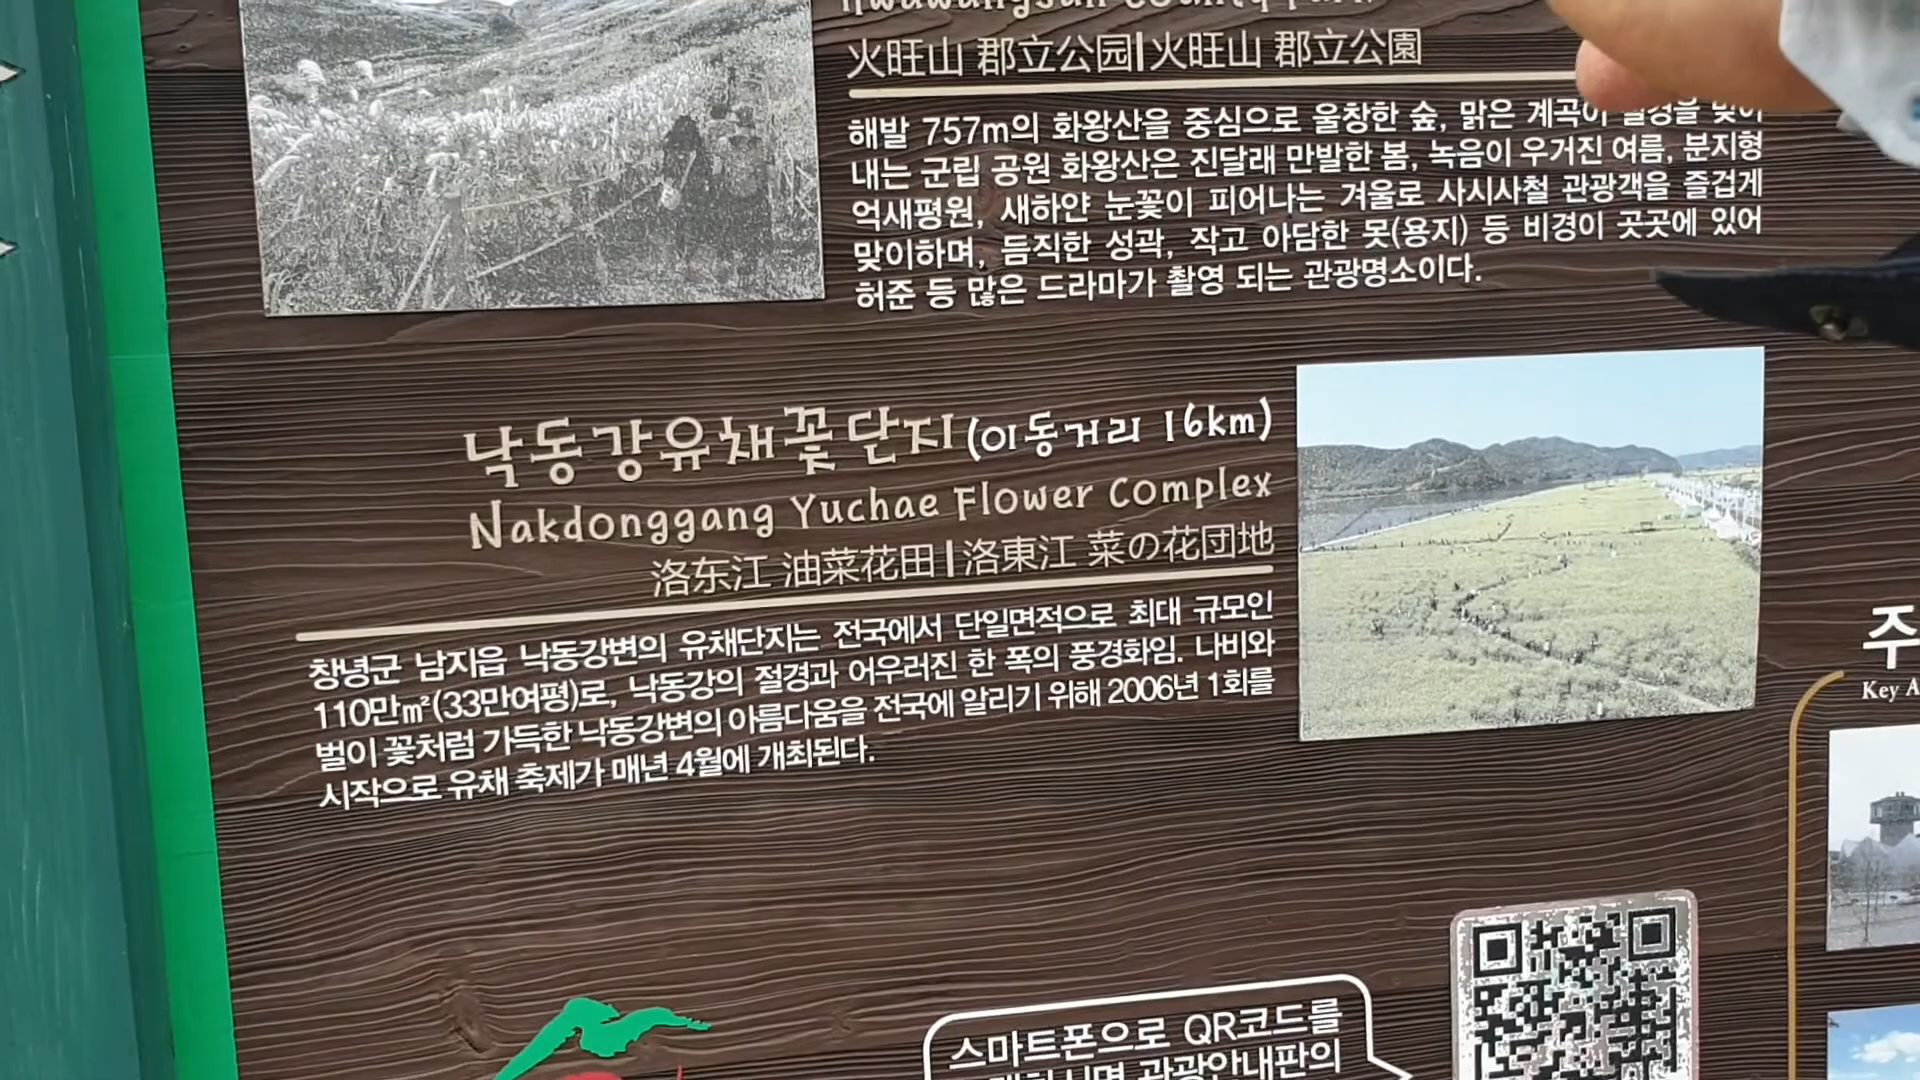 火旺山 郡立公园|火旺山 郡立公園
해발 757m의 화왕산을 중심으로 울창한 숲, 맑은 계곡이 절경을 맞이
내는 군립 공원 화왕산은 진달래 만발한 봄, 녹음이 우거진 여름, 분지형
억새평원, 새하얀 눈꽃이 피어나는 겨울로 사시사철 관광객을 즐겁게
맞이하며, 듬직한 성곽, 작고 아담한 못(용지) 등 비경이 곳곳에 있어
허준 등 많은 드라마가 촬영 되는 관광명소이다.
낙동강유채꽃단지(이동거리 16km)
Nakdonggang Yuchae Flower Complex
洛东江 油菜花田|洛東江 菜の花団地
창녕군 남지읍 낙동강변의 유채단지는 전국에서 단일면적으로 최대 규모인
110만㎡(33만여평)로, 낙동강의 절경과 어우러진 한 폭의 풍경화임. 나비와
벌이 꽃처럼 가득한 낙동강변의 아름다움을 전국에 알리기 위해 2006년 1회를
시작으로 유채 축제가 매년 4월에 개최된다.
주
Key A
스마트폰으로 QR코드를
관광안내판의